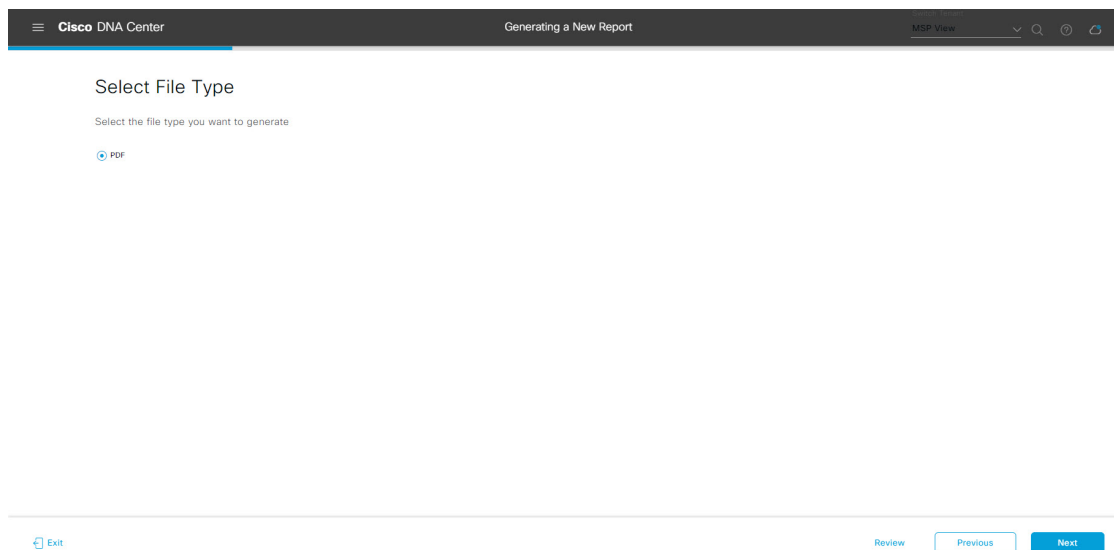 Cisco DNA Center
Generating a New Report
MSP View
Select File Type
Select the file type you want to generate
PDF
Exit
Review
Previous
Next